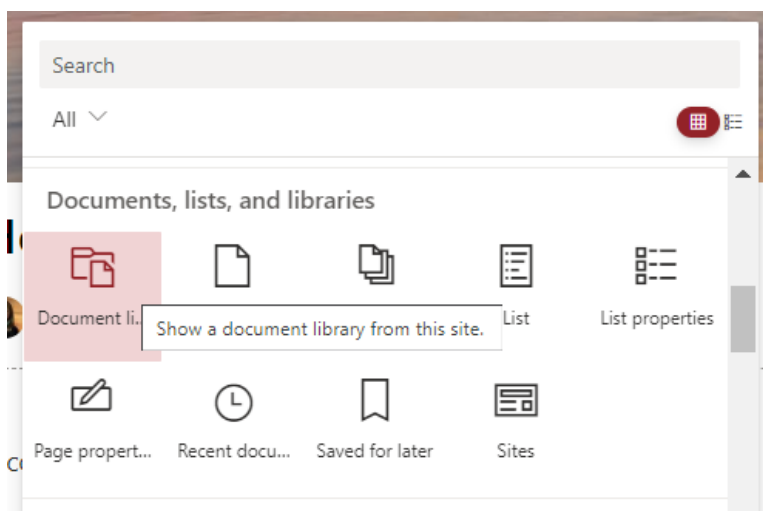 Search
All
Documents, lists, and libraries
Document li...
Show a document library from this site.
List
List properties
Page propert...
Recent docu...
Saved for later
Sites